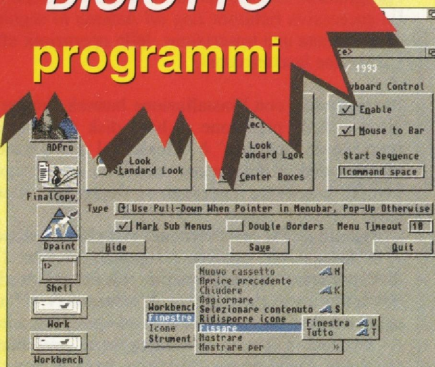 DICIOTTO
programmi
1993
Keyboard Control
Enable
Mouse to Bar
Start Sequence
lcommand space
Look
Standard Look
Look
Standard Look
Center Boxes
Type Use Pull-Down When Pointer in Menubar, Pop-Up Otherwise
Mark Sub Menus Double Borders Menu Timeout 10
Hide Save Quit
ADPro
FinalCopy
Dpaint
Shell
Work
Workbench
Workbench
Finestre
Icone
Strument
Nuovo cassetto N
Aprire precedente
Chiudere K
Aggiornare
Selezionare contenuto S
Ridisporre icone
Fissare
Mostrare
Mostrare per »
Finestra V
Tutto T